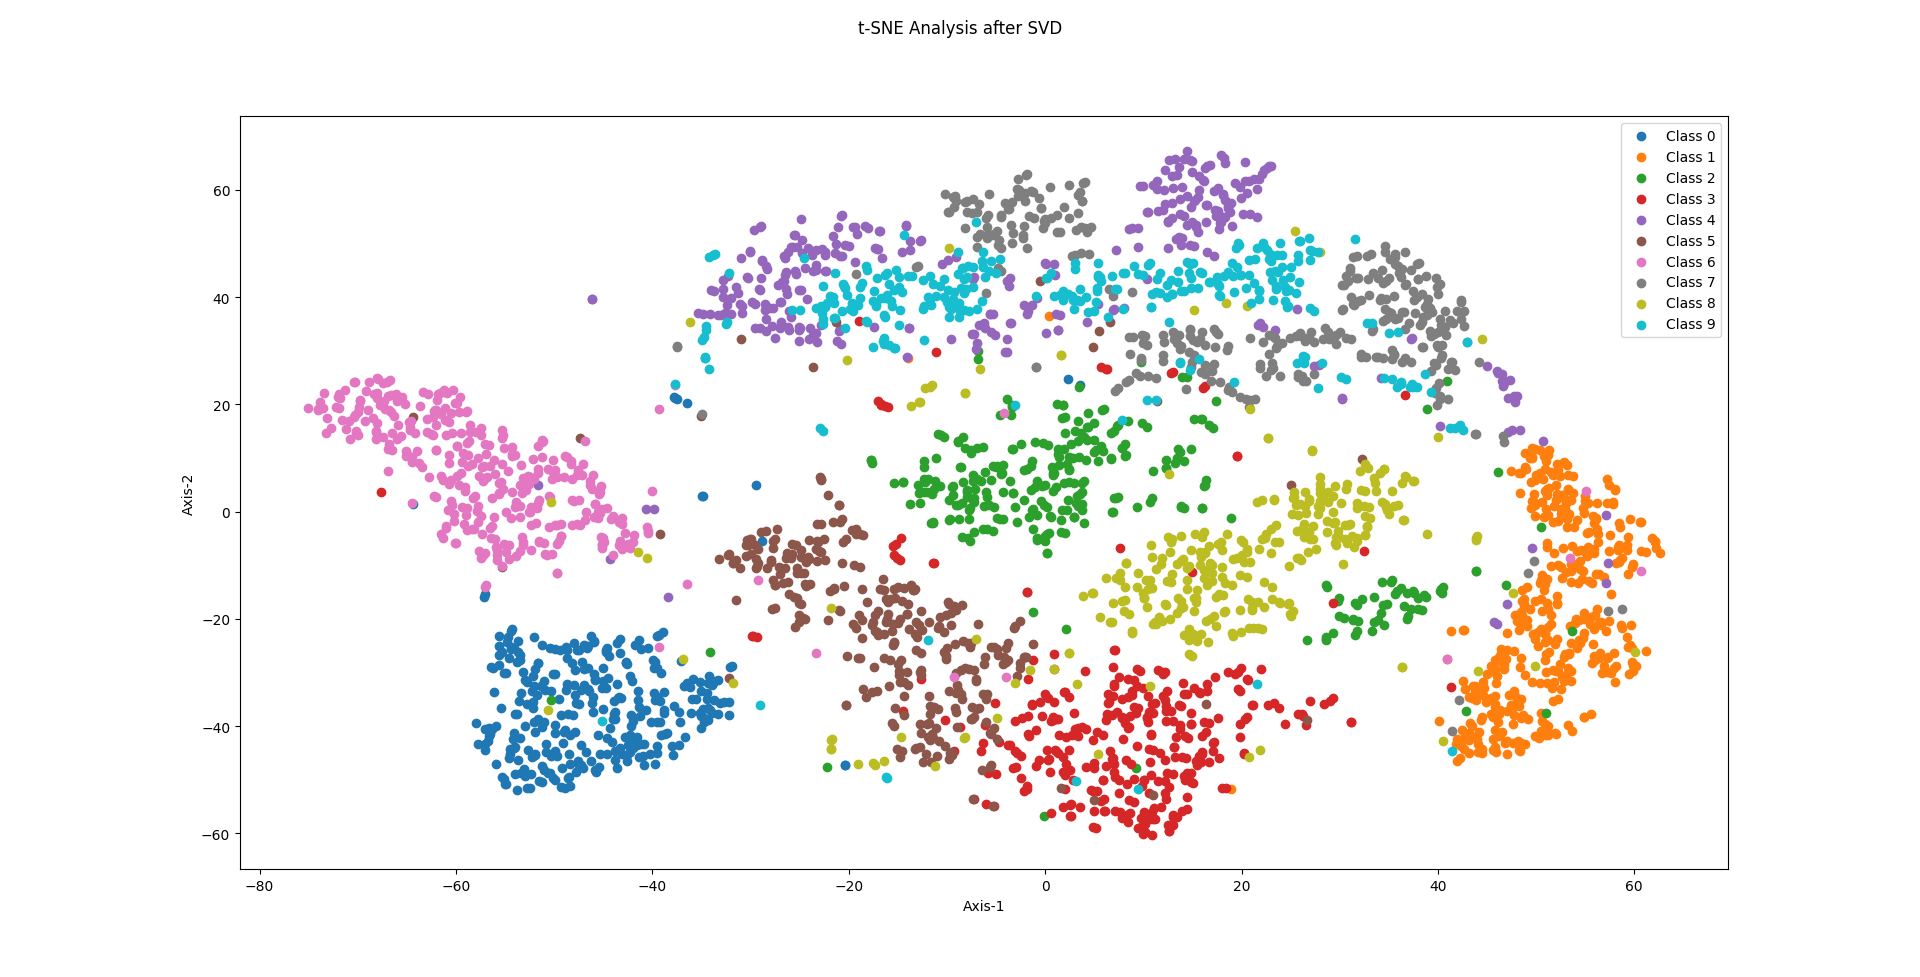 t-SNE Analysis after SVD
Class 0
Class 1
Class 2
Class 3
Class 4
Class 5
Class 6
Class 7
Class 8
Class 9
60
40
20
0
−20
−40
−60
Axis-2
−80 −60 −40 −20 0 20 40 60
Axis-1